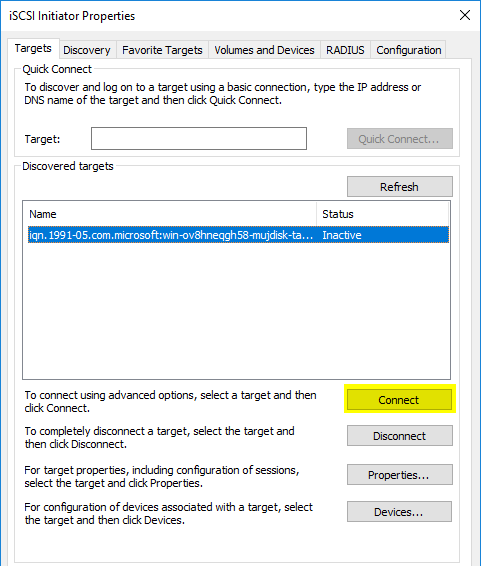 iSCSI Initiator Properties
Targets Discovery Favorite Targets Volumes and Devices RADIUS Configuration
Quick Connect
To discover and log on to a target using a basic connection, type the IP address or
DNS name of the target and then click Quick Connect.
Target: Quick Connect...
Discovered targets
Refresh
Name Status
iqn.1991-05.com.microsoft:win-ov8hneqgh58-mujdisk-ta... Inactive
To connect using advanced options, select a target and then
click Connect.
Connect
To completely disconnect a target, select the target and
then click Disconnect.
Disconnect
For target properties, including configuration of sessions,
select the target and click Properties.
Properties...
For configuration of devices associated with a target, select
the target and then click Devices.
Devices...